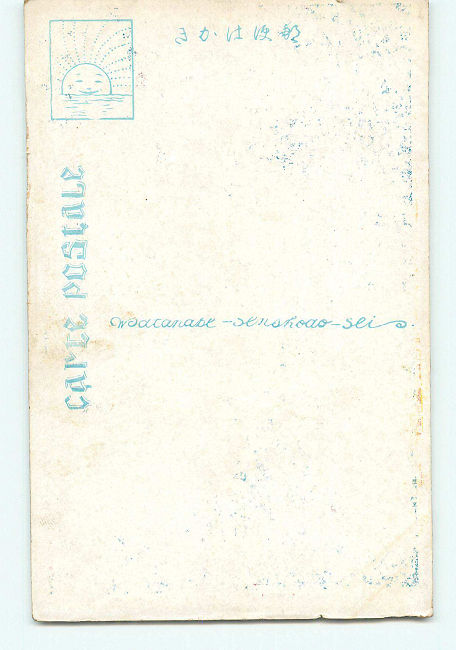 きかは便郵
CARTE POSTALE
Watanabe-Senshodo-Sei